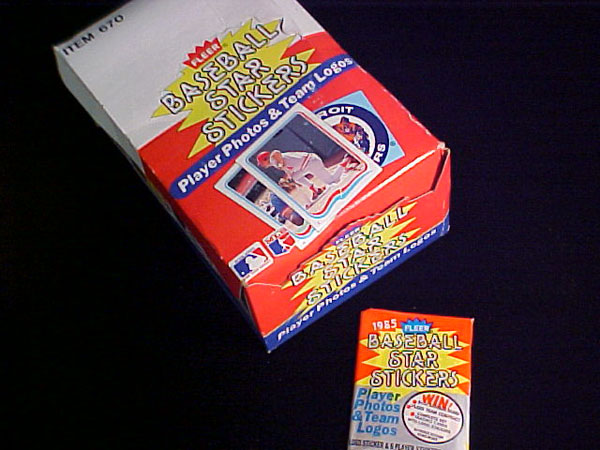 ITEM 670
FLEER
BASEBALL
STAR
STICKERS
Player Photos & Team Logos
BASEBALL
STAR
STICKERS
Player Photos & Team Logos
1985 FLEER
BASEBALL
STAR
STICKERS
Player
Photos
& Team
Logos
WIN!